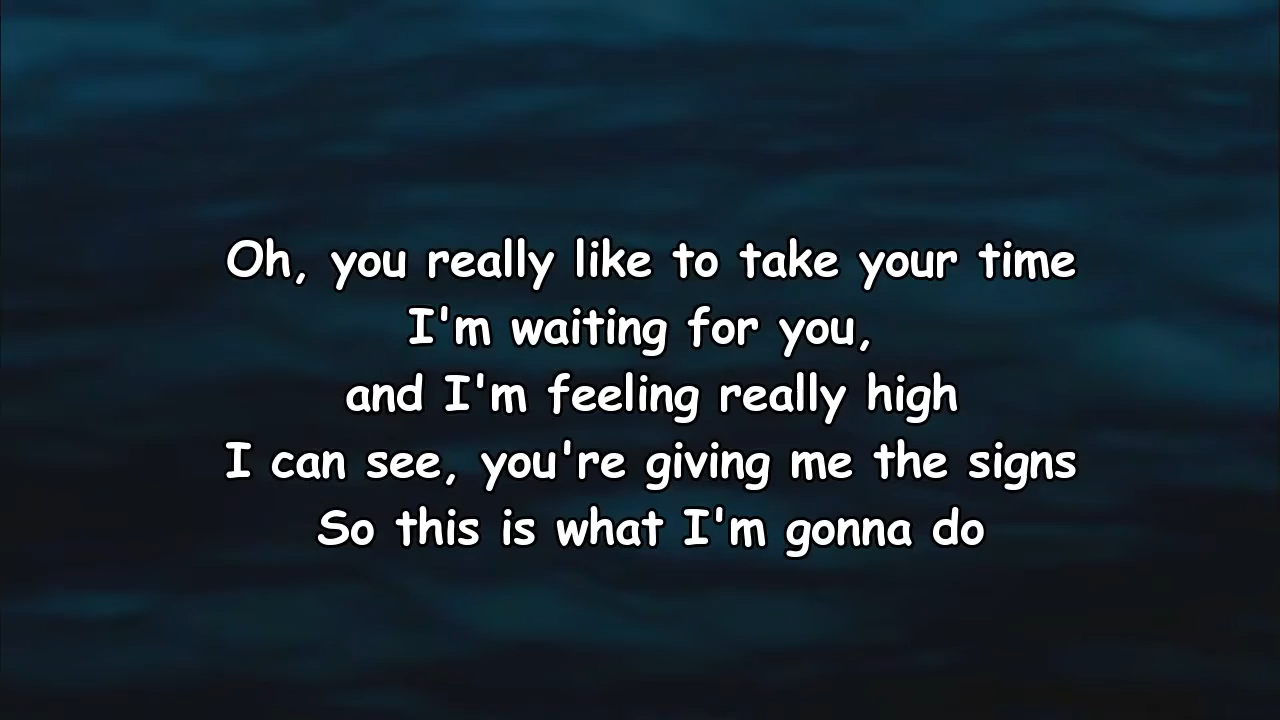 Oh, you really like to take your time
I'm waiting for you,
and I'm feeling really high
I can see, you're giving me the signs
So this is what I'm gonna do